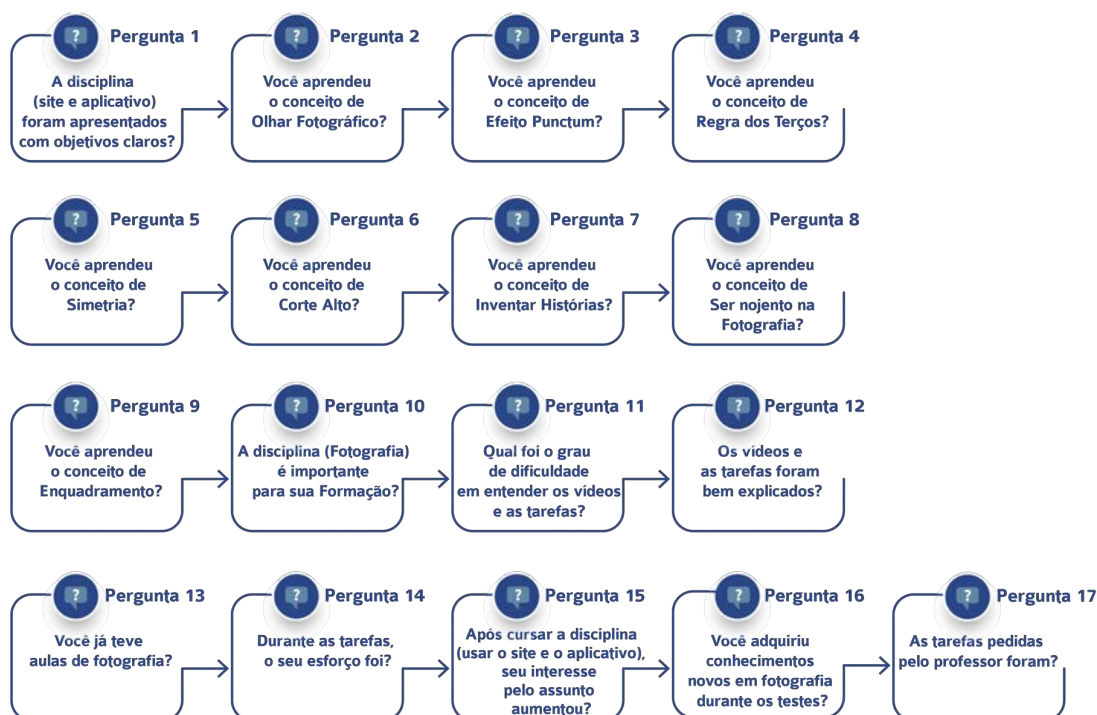 Pergunta 1
A disciplina
(site e aplicativo)
foram apresentados
com objetivos claros?
Pergunta 2
Você aprendeu
o conceito de
Olhar Fotográfico?
Pergunta 3
Você aprendeu
o conceito de
Efeito Punctum?
Pergunta 4
Você aprendeu
o conceito de
Regra dos Terços?
Pergunta 5
Você aprendeu
o conceito de
Simetria?
Pergunta 6
Você aprendeu
o conceito de
Corte Alto?
Pergunta 7
Você aprendeu
o conceito de
Inventar Histórias?
Pergunta 8
Você aprendeu
o conceito de
Ser nojento na
Fotografia?
Pergunta 9
Você aprendeu
o conceito de
Enquadramento?
Pergunta 10
A disciplina (Fotografia)
é importante
para sua Formação?
Pergunta 11
Qual foi o grau
de dificuldade
em entender os vídeos
e as tarefas?
Pergunta 12
Os vídeos e
as tarefas foram
bem explicados?
Pergunta 13
Você já teve
aulas de fotografia?
Pergunta 14
Durante as tarefas,
o seu esforço foi?
Pergunta 15
Após cursar a disciplina
(usar o site e o aplicativo),
seu interesse
pelo assunto
aumentou?
Pergunta 16
Você adquiriu
conhecimentos
novos em fotografia
durante os testes?
Pergunta 17
As tarefas pedidas
pelo professor foram?